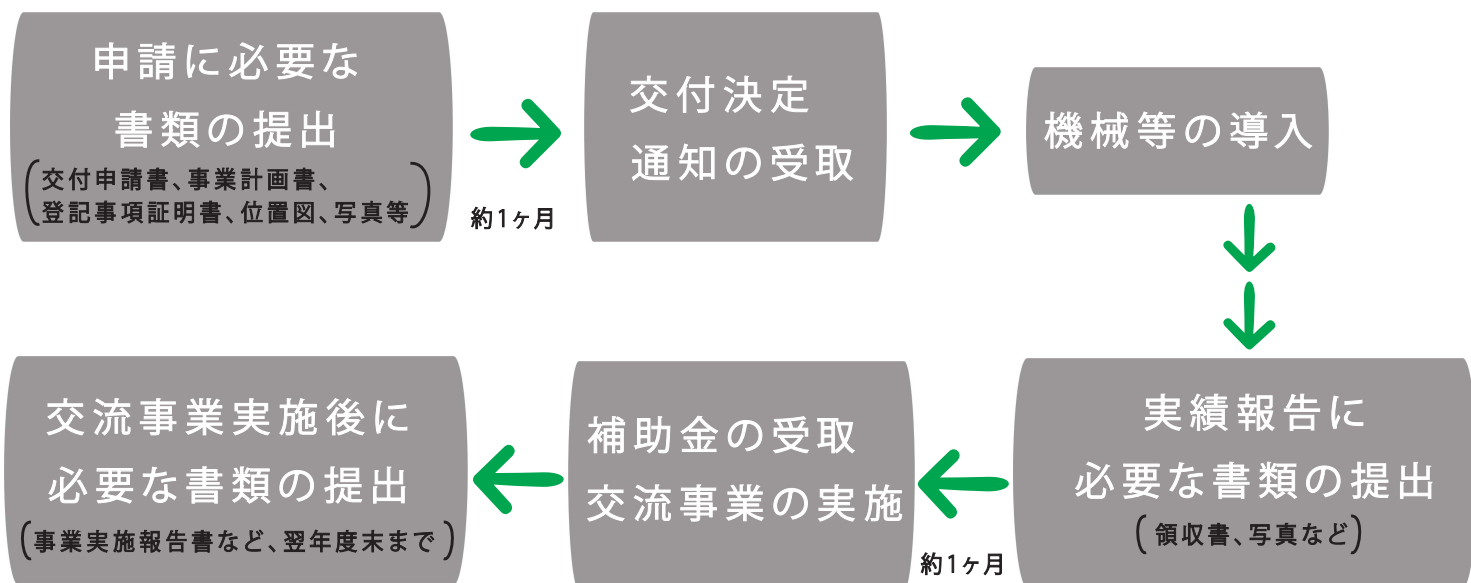 申請に必要な
書類の提出
(交付申請書、事業計画書、
登記事項証明書、位置図、写真等)
約1ヶ月
交付決定
通知の受取
機械等の導入
実績報告に
必要な書類の提出
(領収書、写真など)
約1ヶ月
補助金の受取
交流事業の実施
交流事業実施後に
必要な書類の提出
(事業実施報告書など、翌年度末まで)